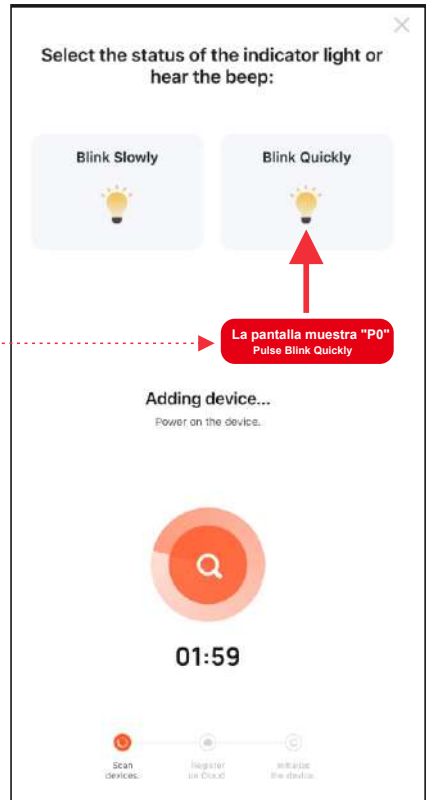 Select the status of the indicator light or
hear the beep:
Blink Slowly
Blink Quickly
La pantalla muestra "P0"
Pulse Blink Quickly
Adding device...
Power on the device.
01:59
Scan
devices.
Register
on Cloud
Initialize
the device